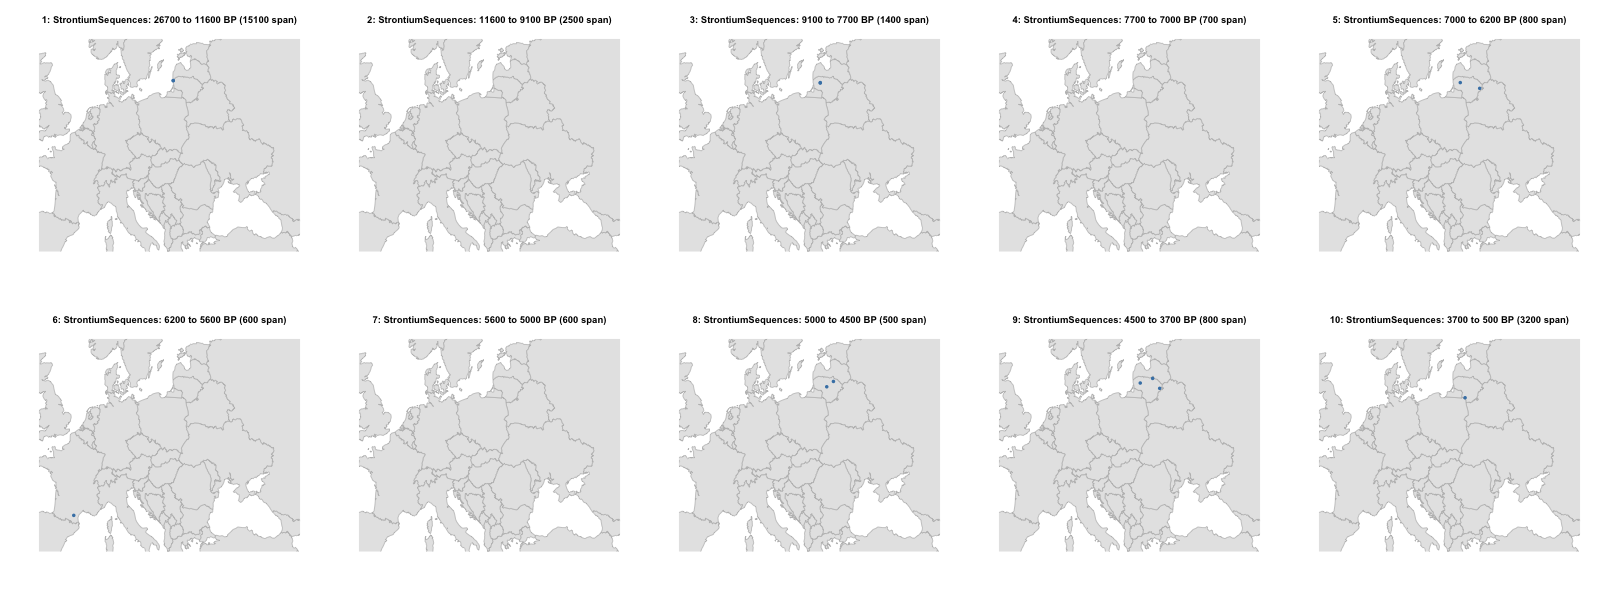 1: StrontiumSequences: 26700 to 11600 BP (15100 span)
2: StrontiumSequences: 11600 to 9100 BP (2500 span)
3: StrontiumSequences: 9100 to 7700 BP (1400 span)
4: StrontiumSequences: 7700 to 7000 BP (700 span)
5: StrontiumSequences: 7000 to 6200 BP (800 span)
6: StrontiumSequences: 6200 to 5600 BP (600 span)
7: StrontiumSequences: 5600 to 5000 BP (600 span)
8: StrontiumSequences: 5000 to 4500 BP (500 span)
9: StrontiumSequences: 4500 to 3700 BP (800 span)
10: StrontiumSequences: 3700 to 500 BP (3200 span)